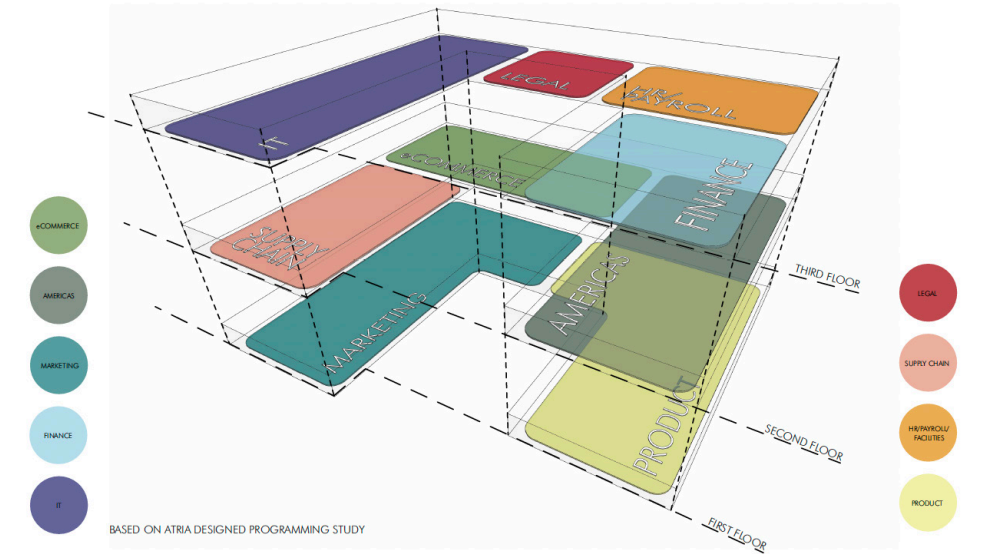 LEGAL
HR/
PAYROLL
IT
eCOMMERCE
FINANCE
SUPPLY
CHAIN
AMERICAS
MARKETING
PRODUCT
THIRD FLOOR
SECOND FLOOR
FIRST FLOOR
eCOMMERCE
AMERICAS
MARKETING
FINANCE
IT
LEGAL
SUPPLY CHAIN
HR/PAYROLL/
FACILITIES
PRODUCT
BASED ON ATRIA DESIGNED PROGRAMMING STUDY